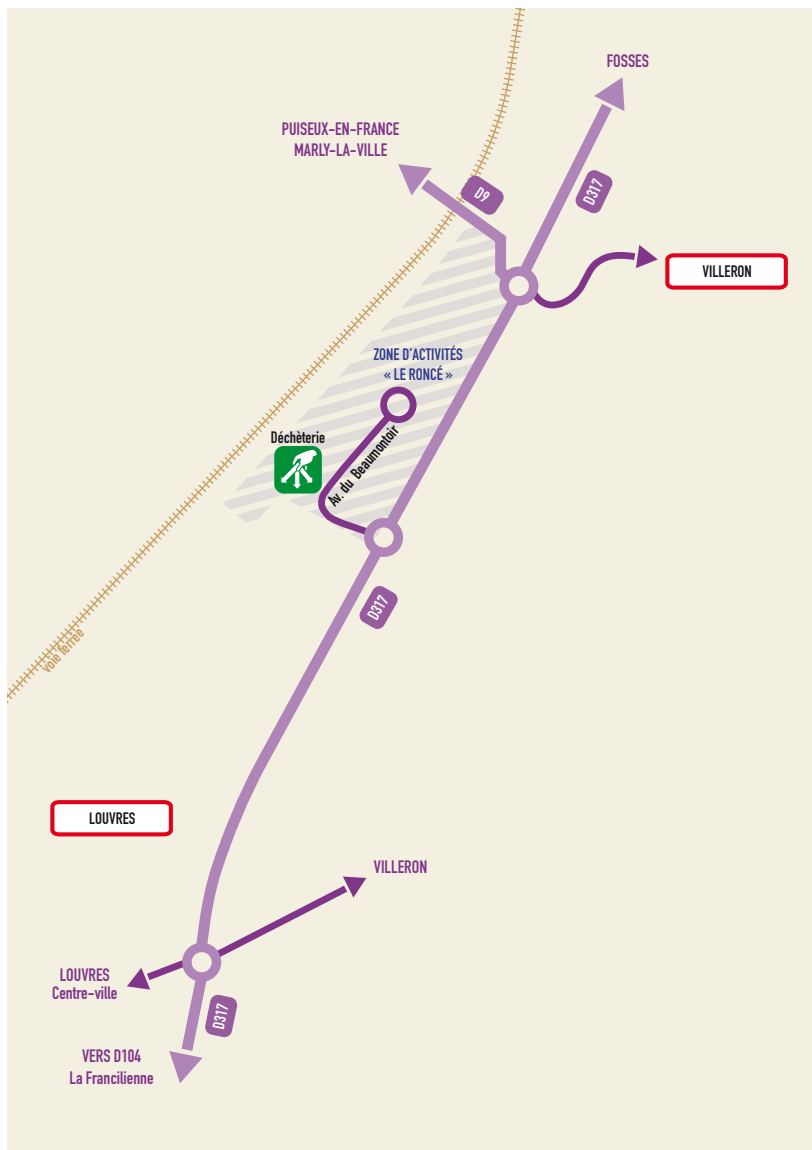 FOSSES
PUISEUX-EN-FRANCE
MARLY-LA-VILLE
D9
D317
VILLERON
ZONE D'ACTIVITÉS
« LE RONCÉ »
Déchèterie
Av. du Beaumontoir
D317
voie ferrée
LOUVRES
VILLERON
LOUVRES
Centre-ville
D317
VERS D104
La Francilienne